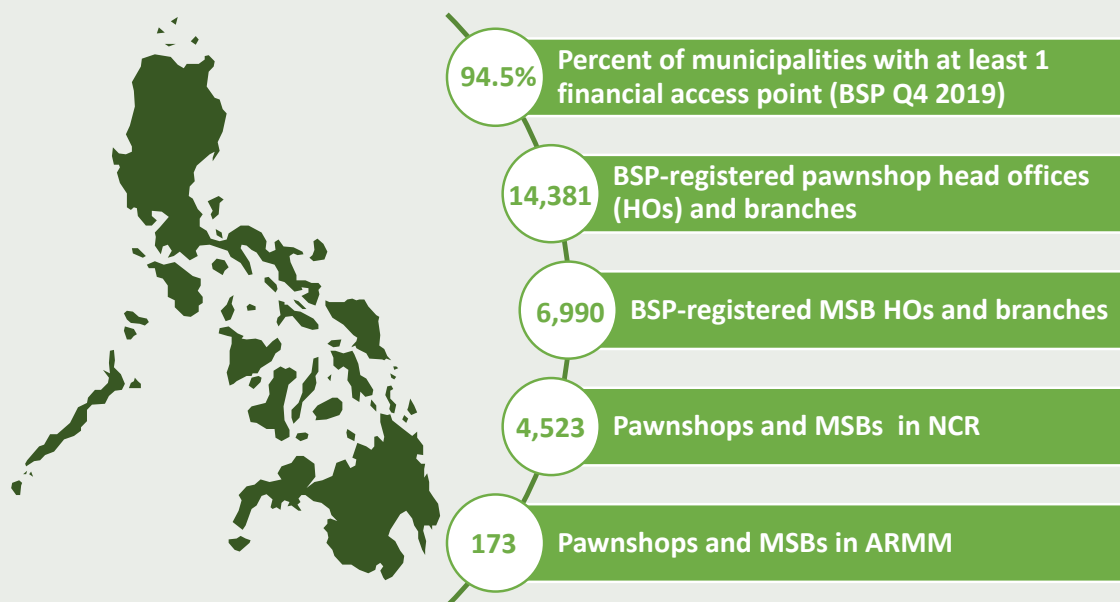 94.5%
Percent of municipalities with at least 1
financial access point (BSP Q4 2019)
14,381
BSP-registered pawnshop head offices
(HOs) and branches
6,990
BSP-registered MSB HOs and branches
4,523
Pawnshops and MSBs in NCR
173
Pawnshops and MSBs in ARMM